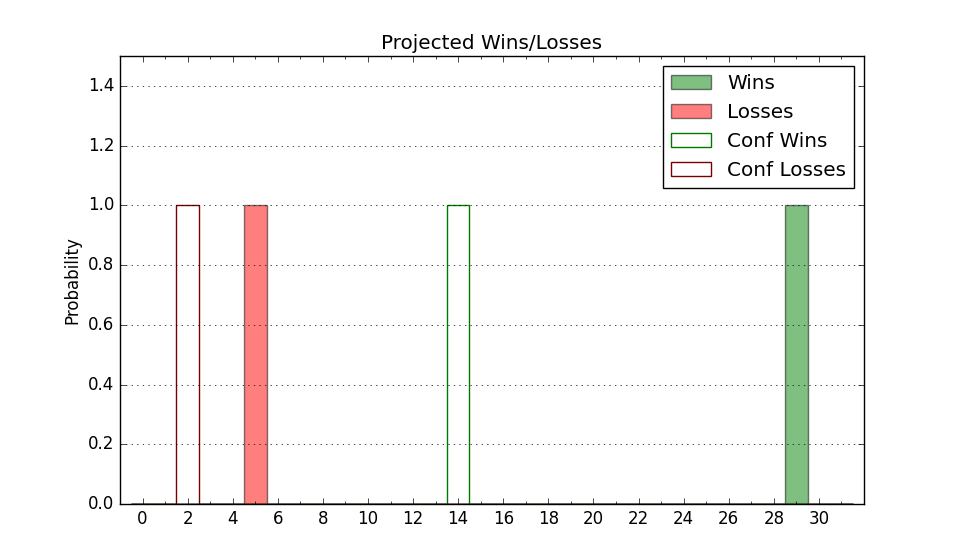 Projected Wins/Losses
Wins
Losses
Conf Wins
Conf Losses
Probability
1.4
1.2
1.0
0.8
0.6
0.4
0.2
0.0
0 2 4 6 8 10 12 14 16 18 20 22 24 26 28 30